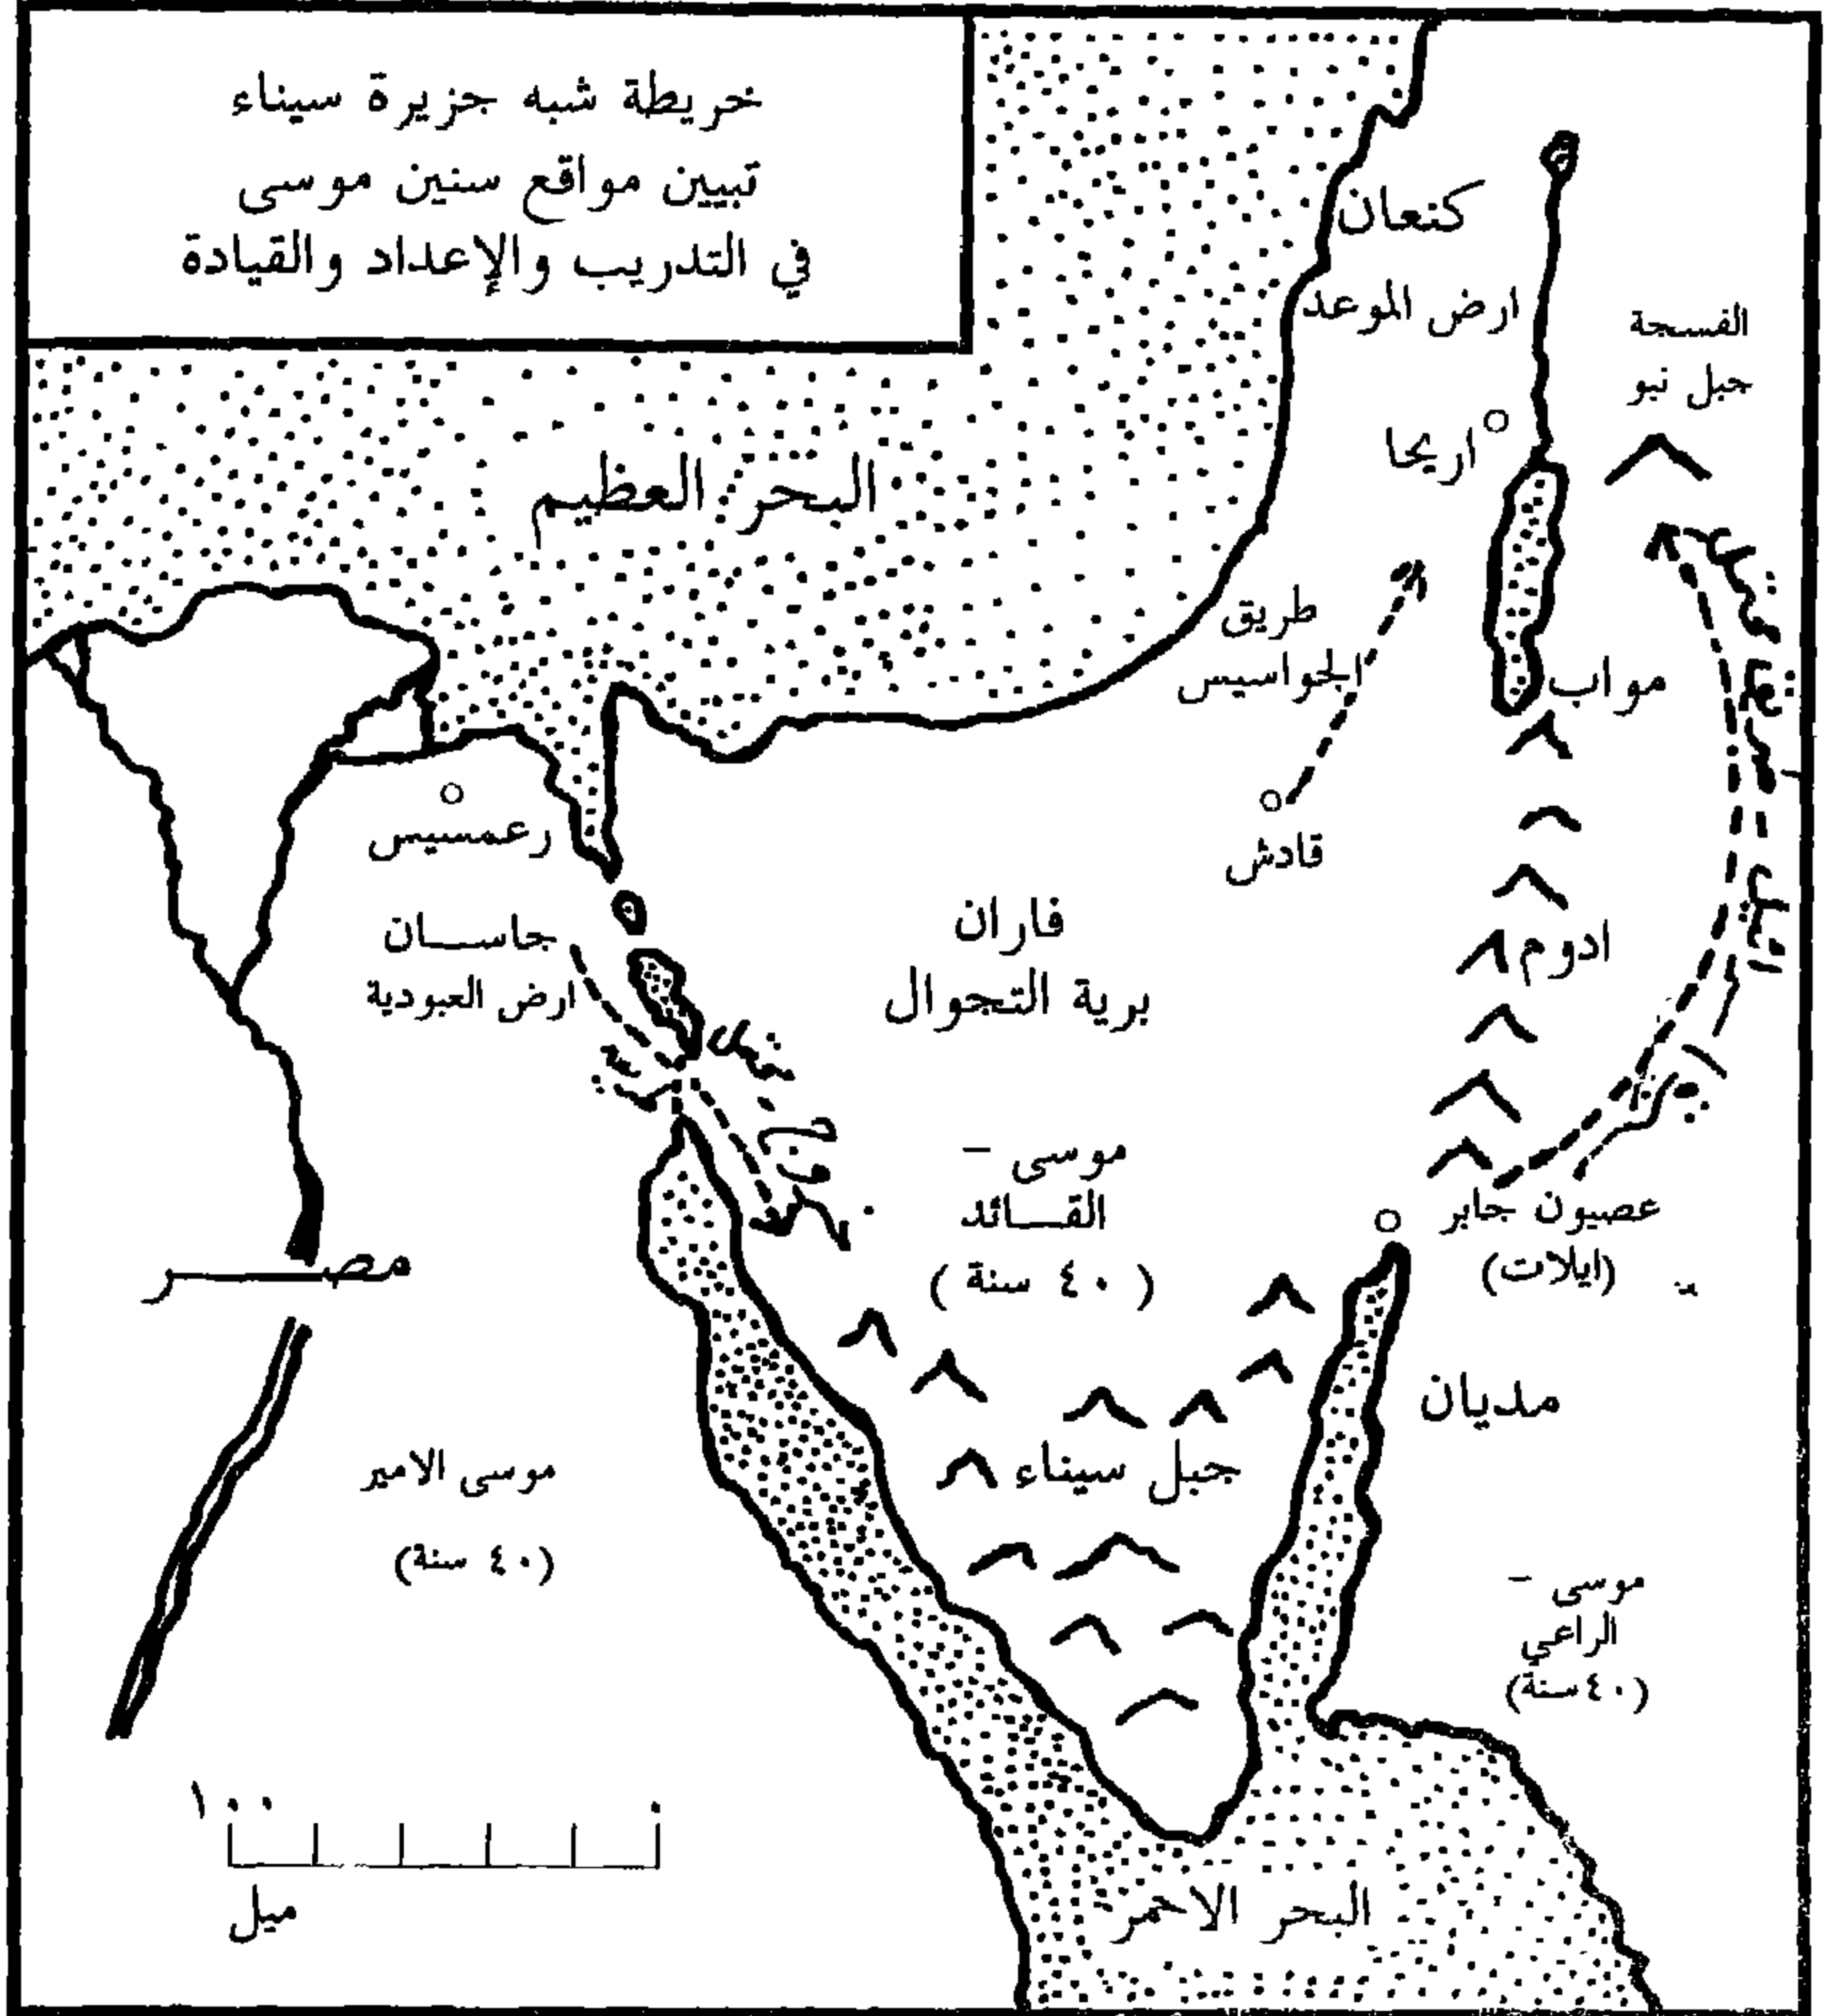 خريطة شبه جزيرة سيناء
تبيين مواقع سنين موسى
في التدريب والإعداد والقيادة
كنعان
ارض الموعد
الفسجة
جبل نبو
اريحا
البحر العظيم
طريق
الجواسيس
مواب
رعمسيس
قادش
جاسان
ارض العبودية
فاران
برية التجوال
ادوم
موسى –
القائد
(٤٠ سنة)
عصيون جابر
(ايلات)
مصر
مديان
جبل سيناء
موسى الامير
(٤٠ سنة)
موسى –
الراعي
(٤٠ سنة)
١٠٠ ٠
ميل
البحر الاحمر